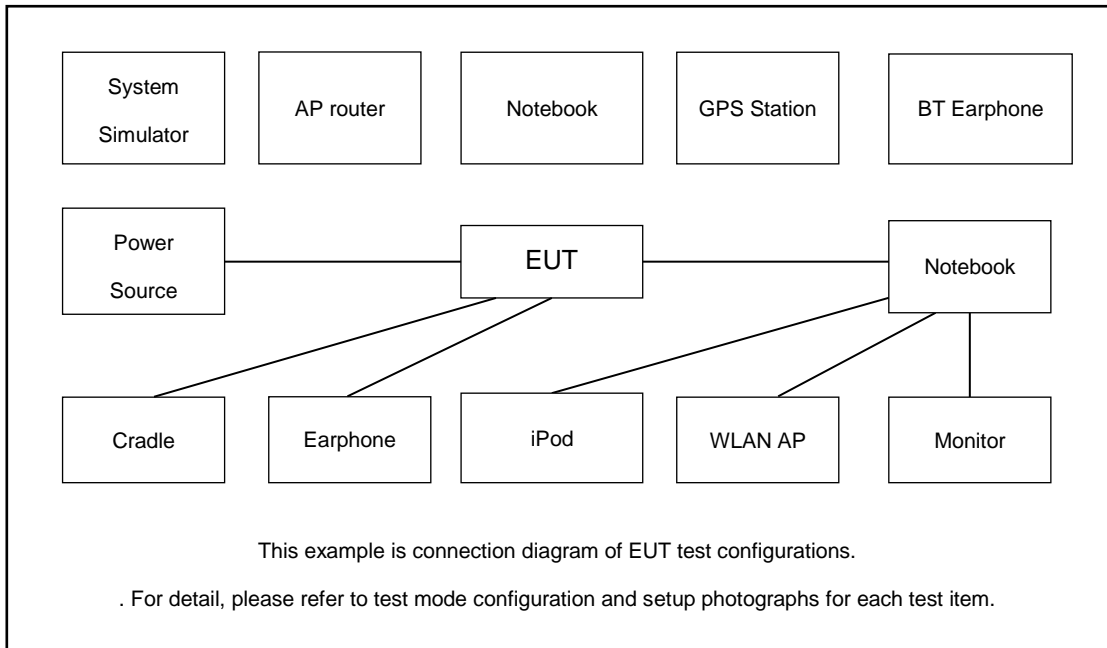 System
Simulator
AP router
Notebook
GPS Station
BT Earphone
Power
Source
EUT
Notebook
Cradle
Earphone
iPod
WLAN AP
Monitor
This example is connection diagram of EUT test configurations.
. For detail, please refer to test mode configuration and setup photographs for each test item.